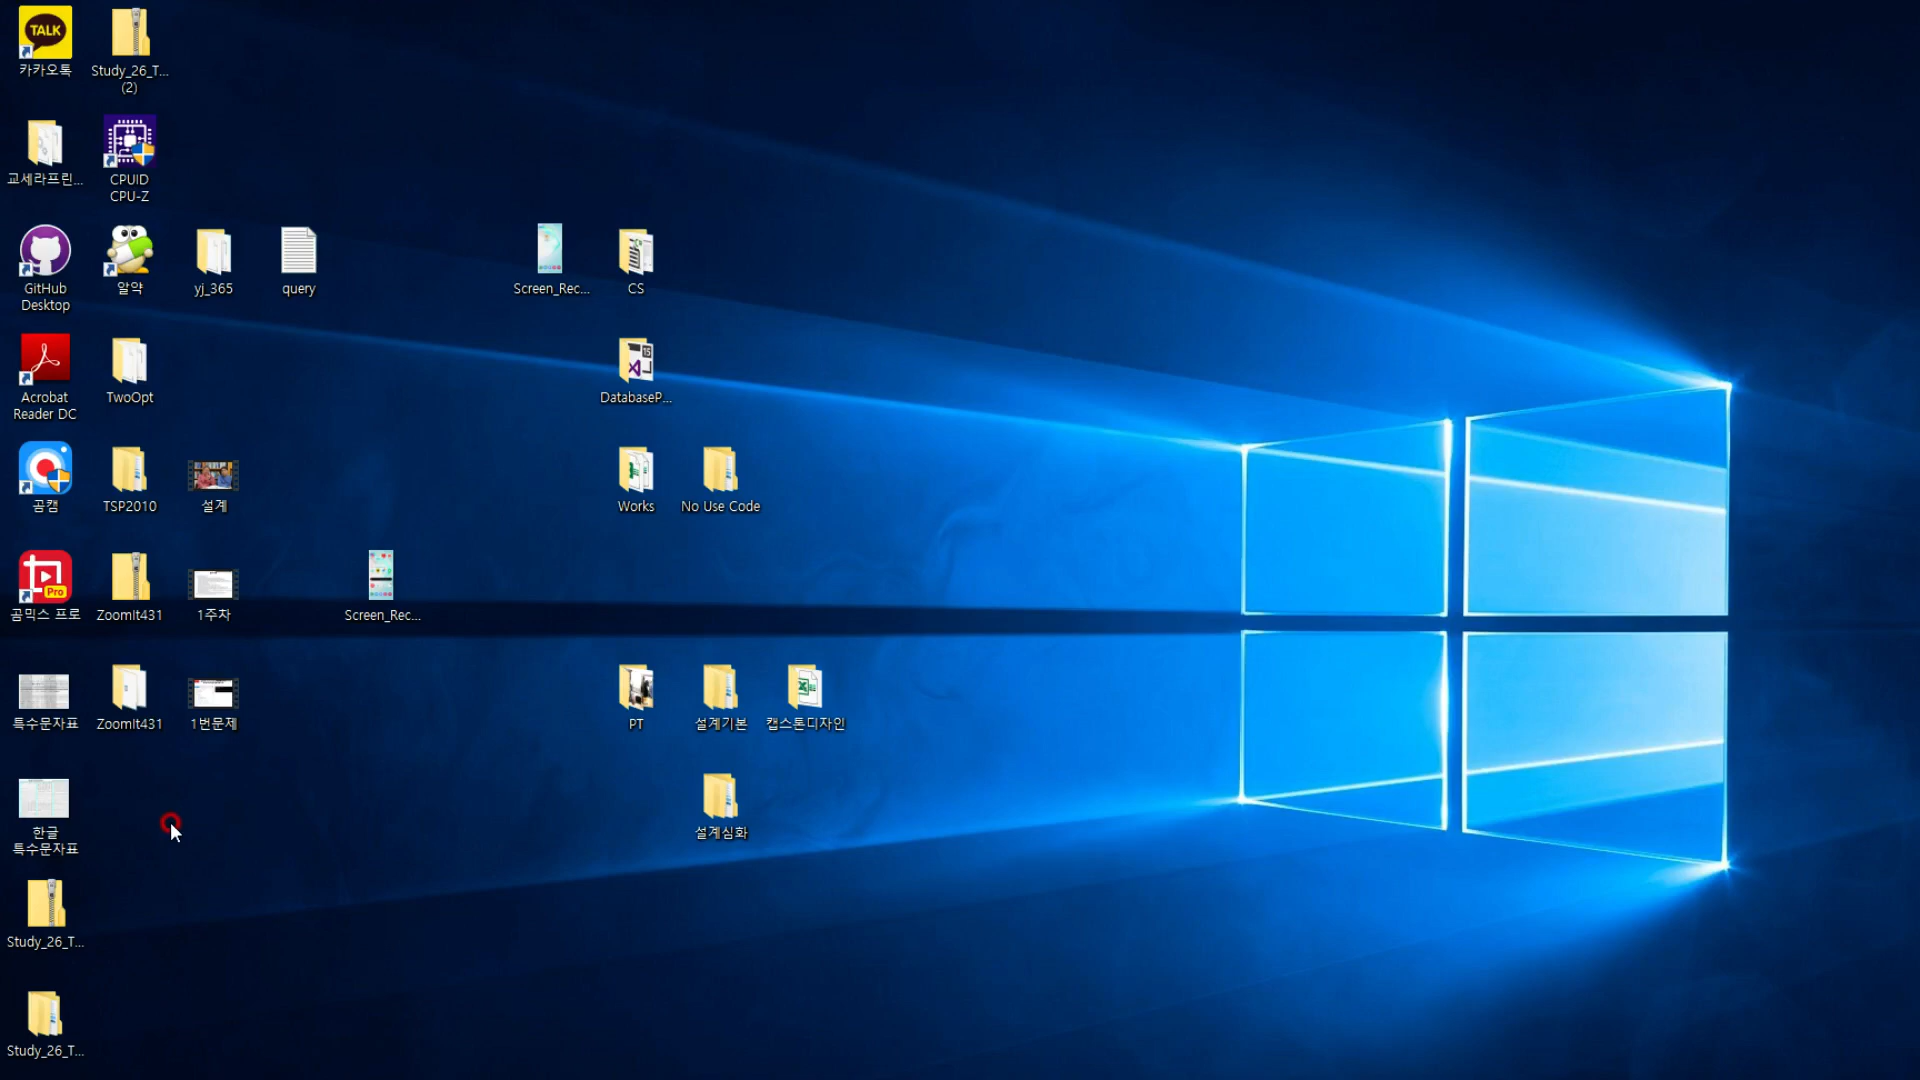 TALK
카카오톡
Study_26_T...
(2)
교세라프린...
CPUID
CPU-Z
GitHub
Desktop
알약
yj_365
query
Screen_Rec...
CS
Acrobat
Reader DC
TwoOpt
15
DatabaseP...
곰캠
TSP2010
설계
Works
No Use Code
Pro
곰믹스 프로
ZoomIt431
1주차
Screen_Rec...
특수문자표
ZoomIt431
1번문제
PT
설계기본
캡스톤디자인
한글
특수문자표
설계심화
Study_26_T...
Study_26_T...